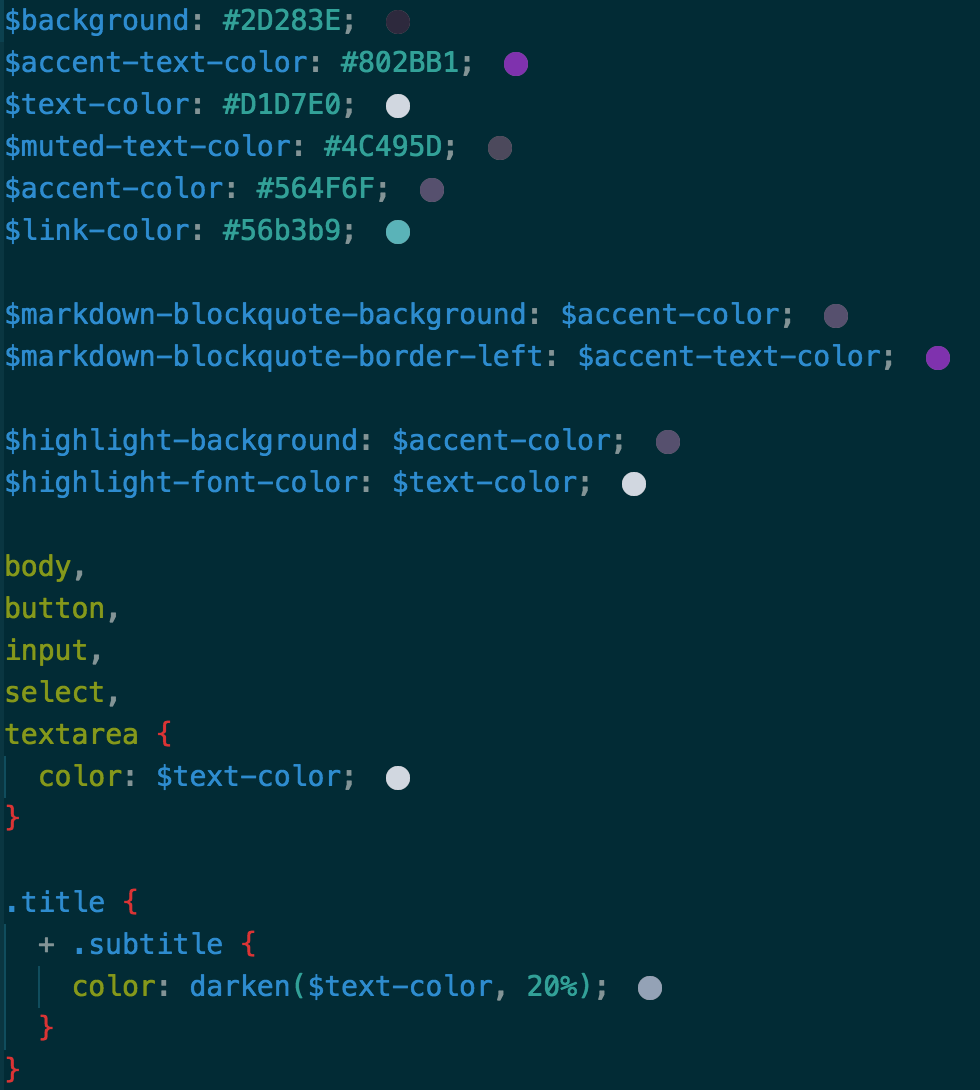 $background: #2D283E;
$accent-text-color: #802BB1;
$text-color: #D1D7E0;
$muted-text-color: #4C495D;
$accent-color: #564F6F;
$link-color: #56b3b9;

$markdown-blockquote-background: $accent-color;
$markdown-blockquote-border-left: $accent-text-color;

$highlight-background: $accent-color;
$highlight-font-color: $text-color;

body,
button,
input,
select,
textarea {
  color: $text-color;
}

.title {
  + .subtitle {
    color: darken($text-color, 20%);
  }
}